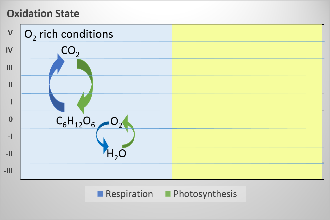 Oxidation State
V
O₂ rich conditions
IV
CO₂
III
II
I
0
C₆H₁₂O₆
O₂
-I
-II
H₂O
-III
Respiration
Photosynthesis